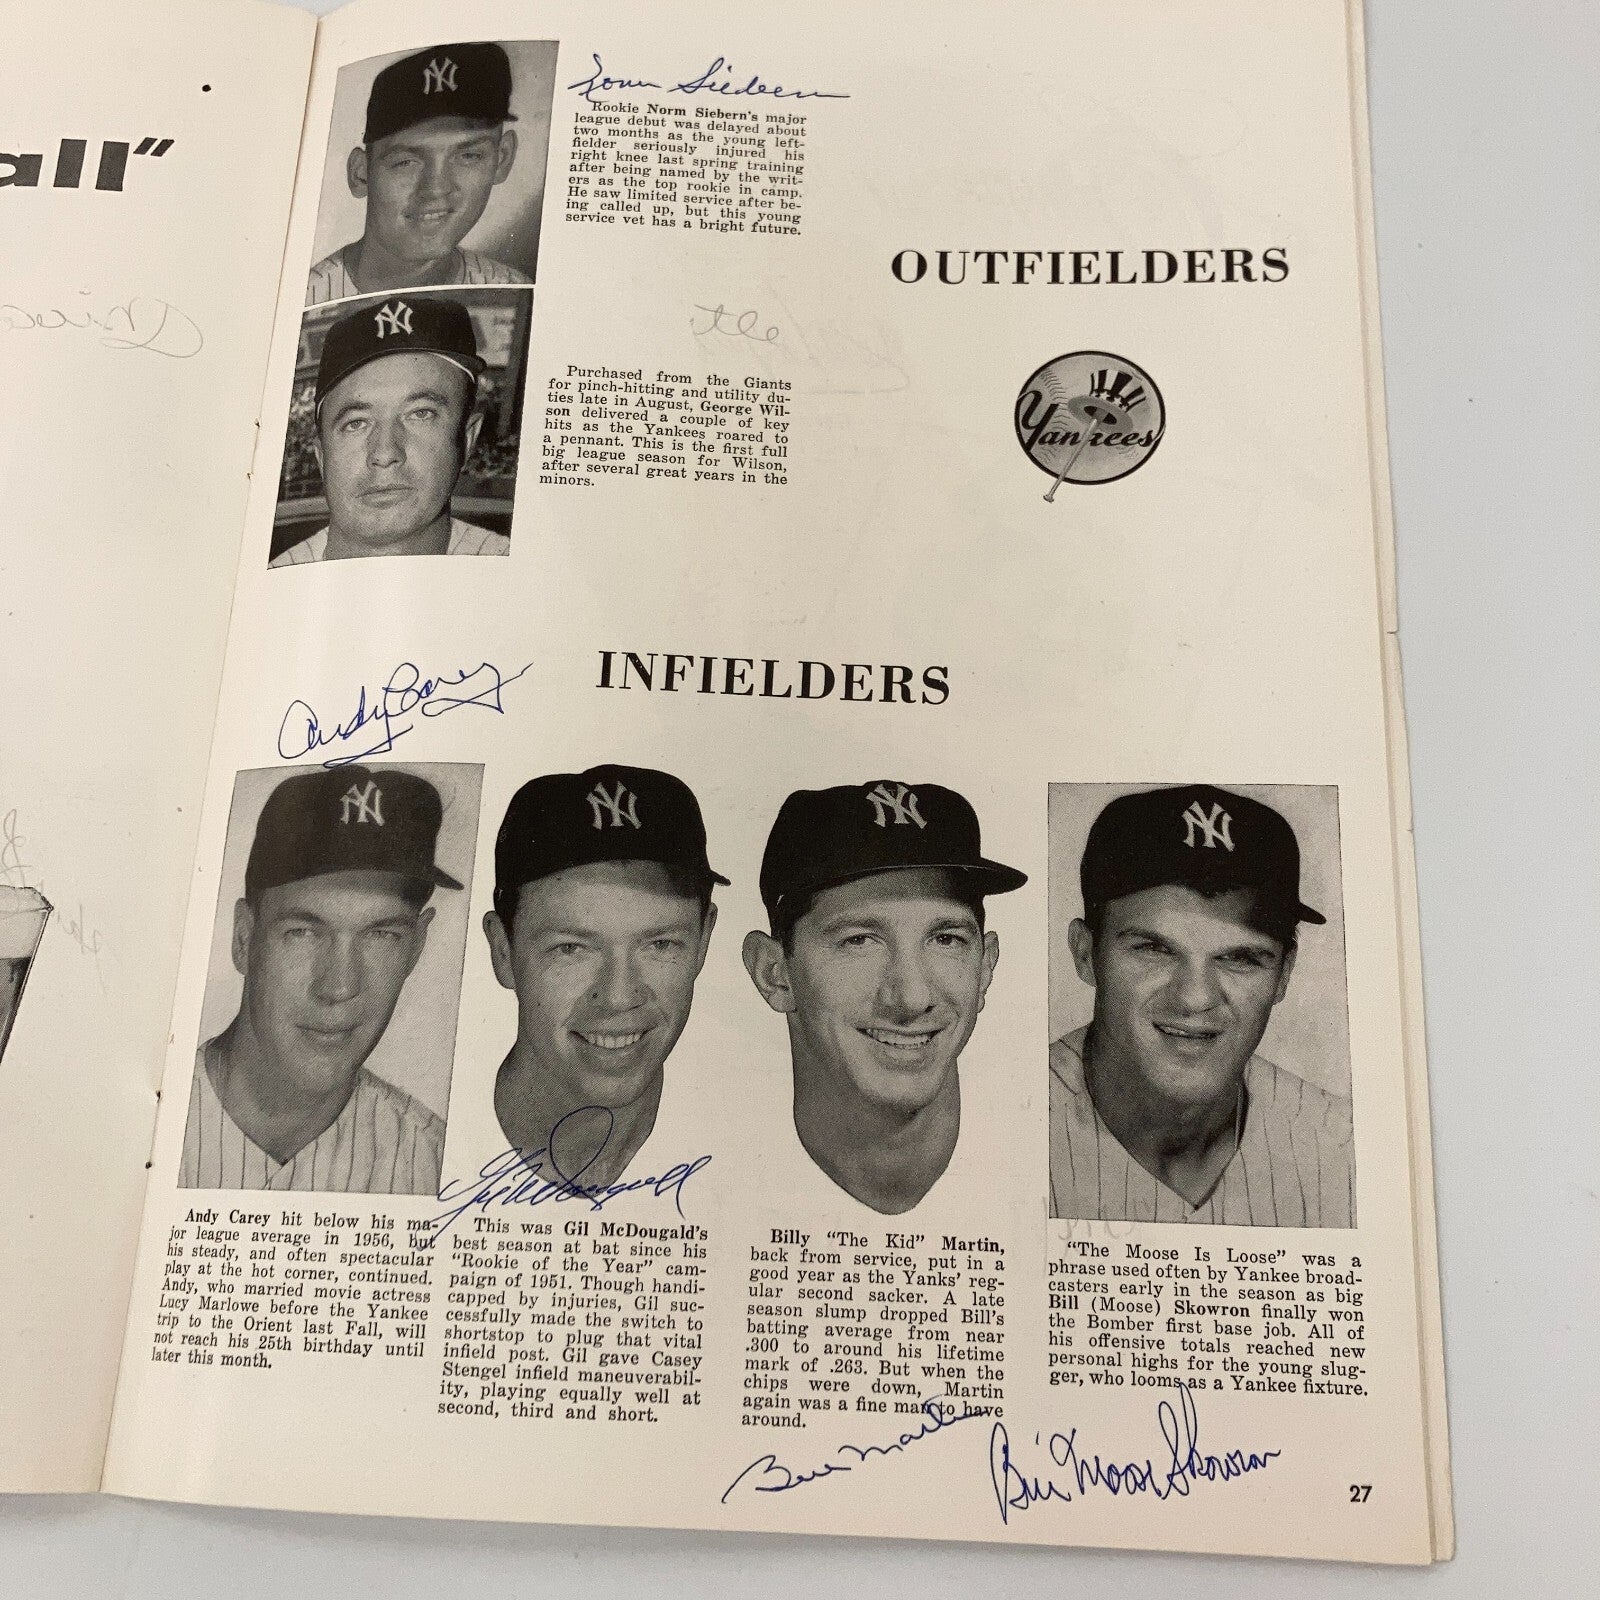 all"
Norm Siebern
Rookie Norm Siebern's major
league debut was delayed about
two months as the young left-
fielder seriously injured his
right knee last spring training
after being named by the writ-
ers as the top rookie in camp.
He saw limited service after be-
ing called up, but this young
service vet has a bright future.
OUTFIELDERS
Yankees
Purchased from the Giants
for pinch-hitting and utility du-
ties late in August, George Wil-
son delivered a couple of key
hits as the Yankees roared to
a pennant. This is the first full
big league season for Wilson,
after several great years in the
minors.
INFIELDERS
Andy Carey
NY
NY
NY
NY
NY
NY
Gil McDougald
Andy Carey hit below his ma-
jor league average in 1956, but
his steady, and often spectacular
play at the hot corner, continued.
Andy, who married movie actress
Lucy Marlowe before the Yankee
trip to the Orient last Fall, will
not reach his 25th birthday until
later this month.
This was Gil McDougald's
best season at bat since his
"Rookie of the Year" cam-
paign of 1951. Though handi-
capped by injuries, Gil suc-
cessfully made the switch to
shortstop to plug that vital
infield post. Gil gave Casey
Stengel infield maneuverabil-
ity, playing equally well at
second, third and short.
Billy "The Kid" Martin,
back from service, put in a
good year as the Yanks' reg-
ular second sacker. A late
season slump dropped Bill's
batting average from near
.300 to around his lifetime
mark of .263. But when the
chips were down, Martin
again was a fine man to have
around.
"The Moose Is Loose" was a
phrase used often by Yankee broad-
casters early in the season as big
Bill (Moose) Skowron finally won
the Bomber first base job. All of
his offensive totals reached new
personal highs for the young slug-
ger, who looms as a Yankee fixture.
Billy Martin
Bill Moose Skowron
27